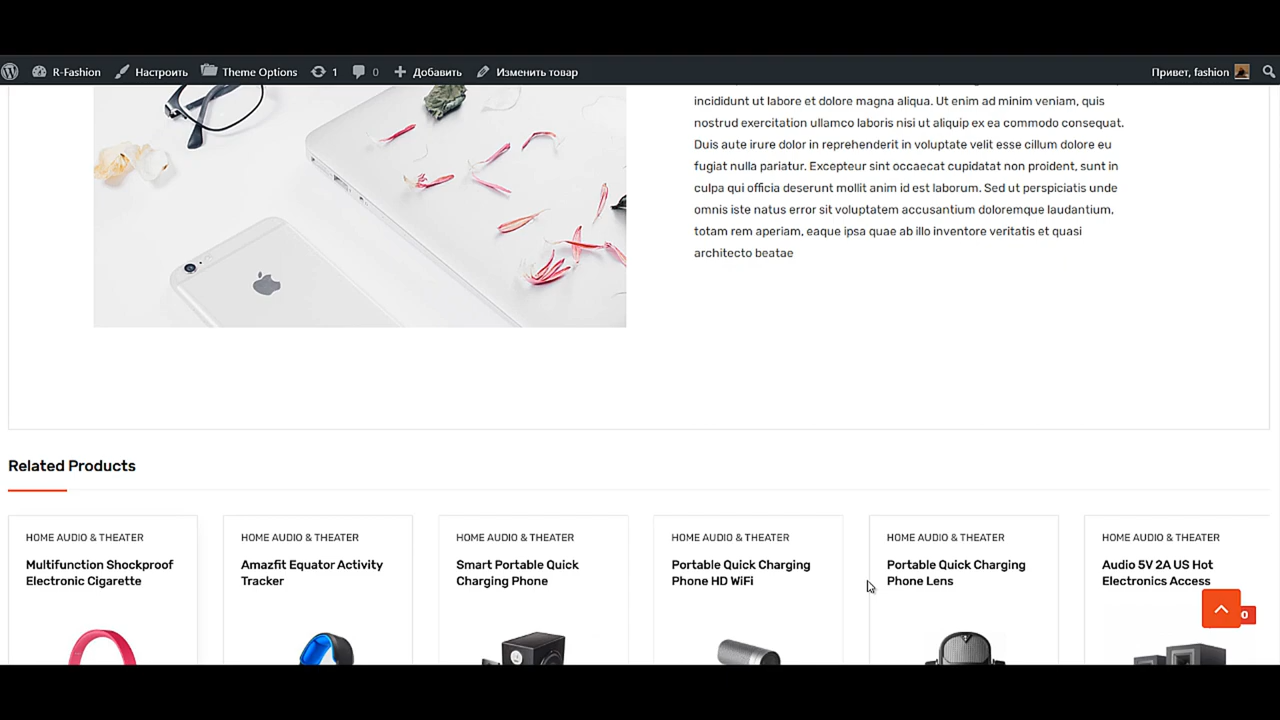 R-Fashion Настроить Theme Options 1 0 Добавить Изменить товар Привет, fashion
incididunt ut labore et dolore magna aliqua. Ut enim ad minim veniam, quis
nostrud exercitation ullamco laboris nisi ut aliquip ex ea commodo consequat.
Duis aute irure dolor in reprehenderit in voluptate velit esse cillum dolore eu
fugiat nulla pariatur. Excepteur sint occaecat cupidatat non proident, sunt in
culpa qui officia deserunt mollit anim id est laborum. Sed ut perspiciatis unde
omnis iste natus error sit voluptatem accusantium doloremque laudantium,
totam rem aperiam, eaque ipsa quae ab illo inventore veritatis et quasi
architecto beatae
Related Products
HOME AUDIO & THEATER
Multifunction Shockproof
Electronic Cigarette
HOME AUDIO & THEATER
Amazfit Equator Activity
Tracker
HOME AUDIO & THEATER
Smart Portable Quick
Charging Phone
HOME AUDIO & THEATER
Portable Quick Charging
Phone HD WiFi
HOME AUDIO & THEATER
Portable Quick Charging
Phone Lens
HOME AUDIO & THEATER
Audio 5V 2A US Hot
Electronics Access
0